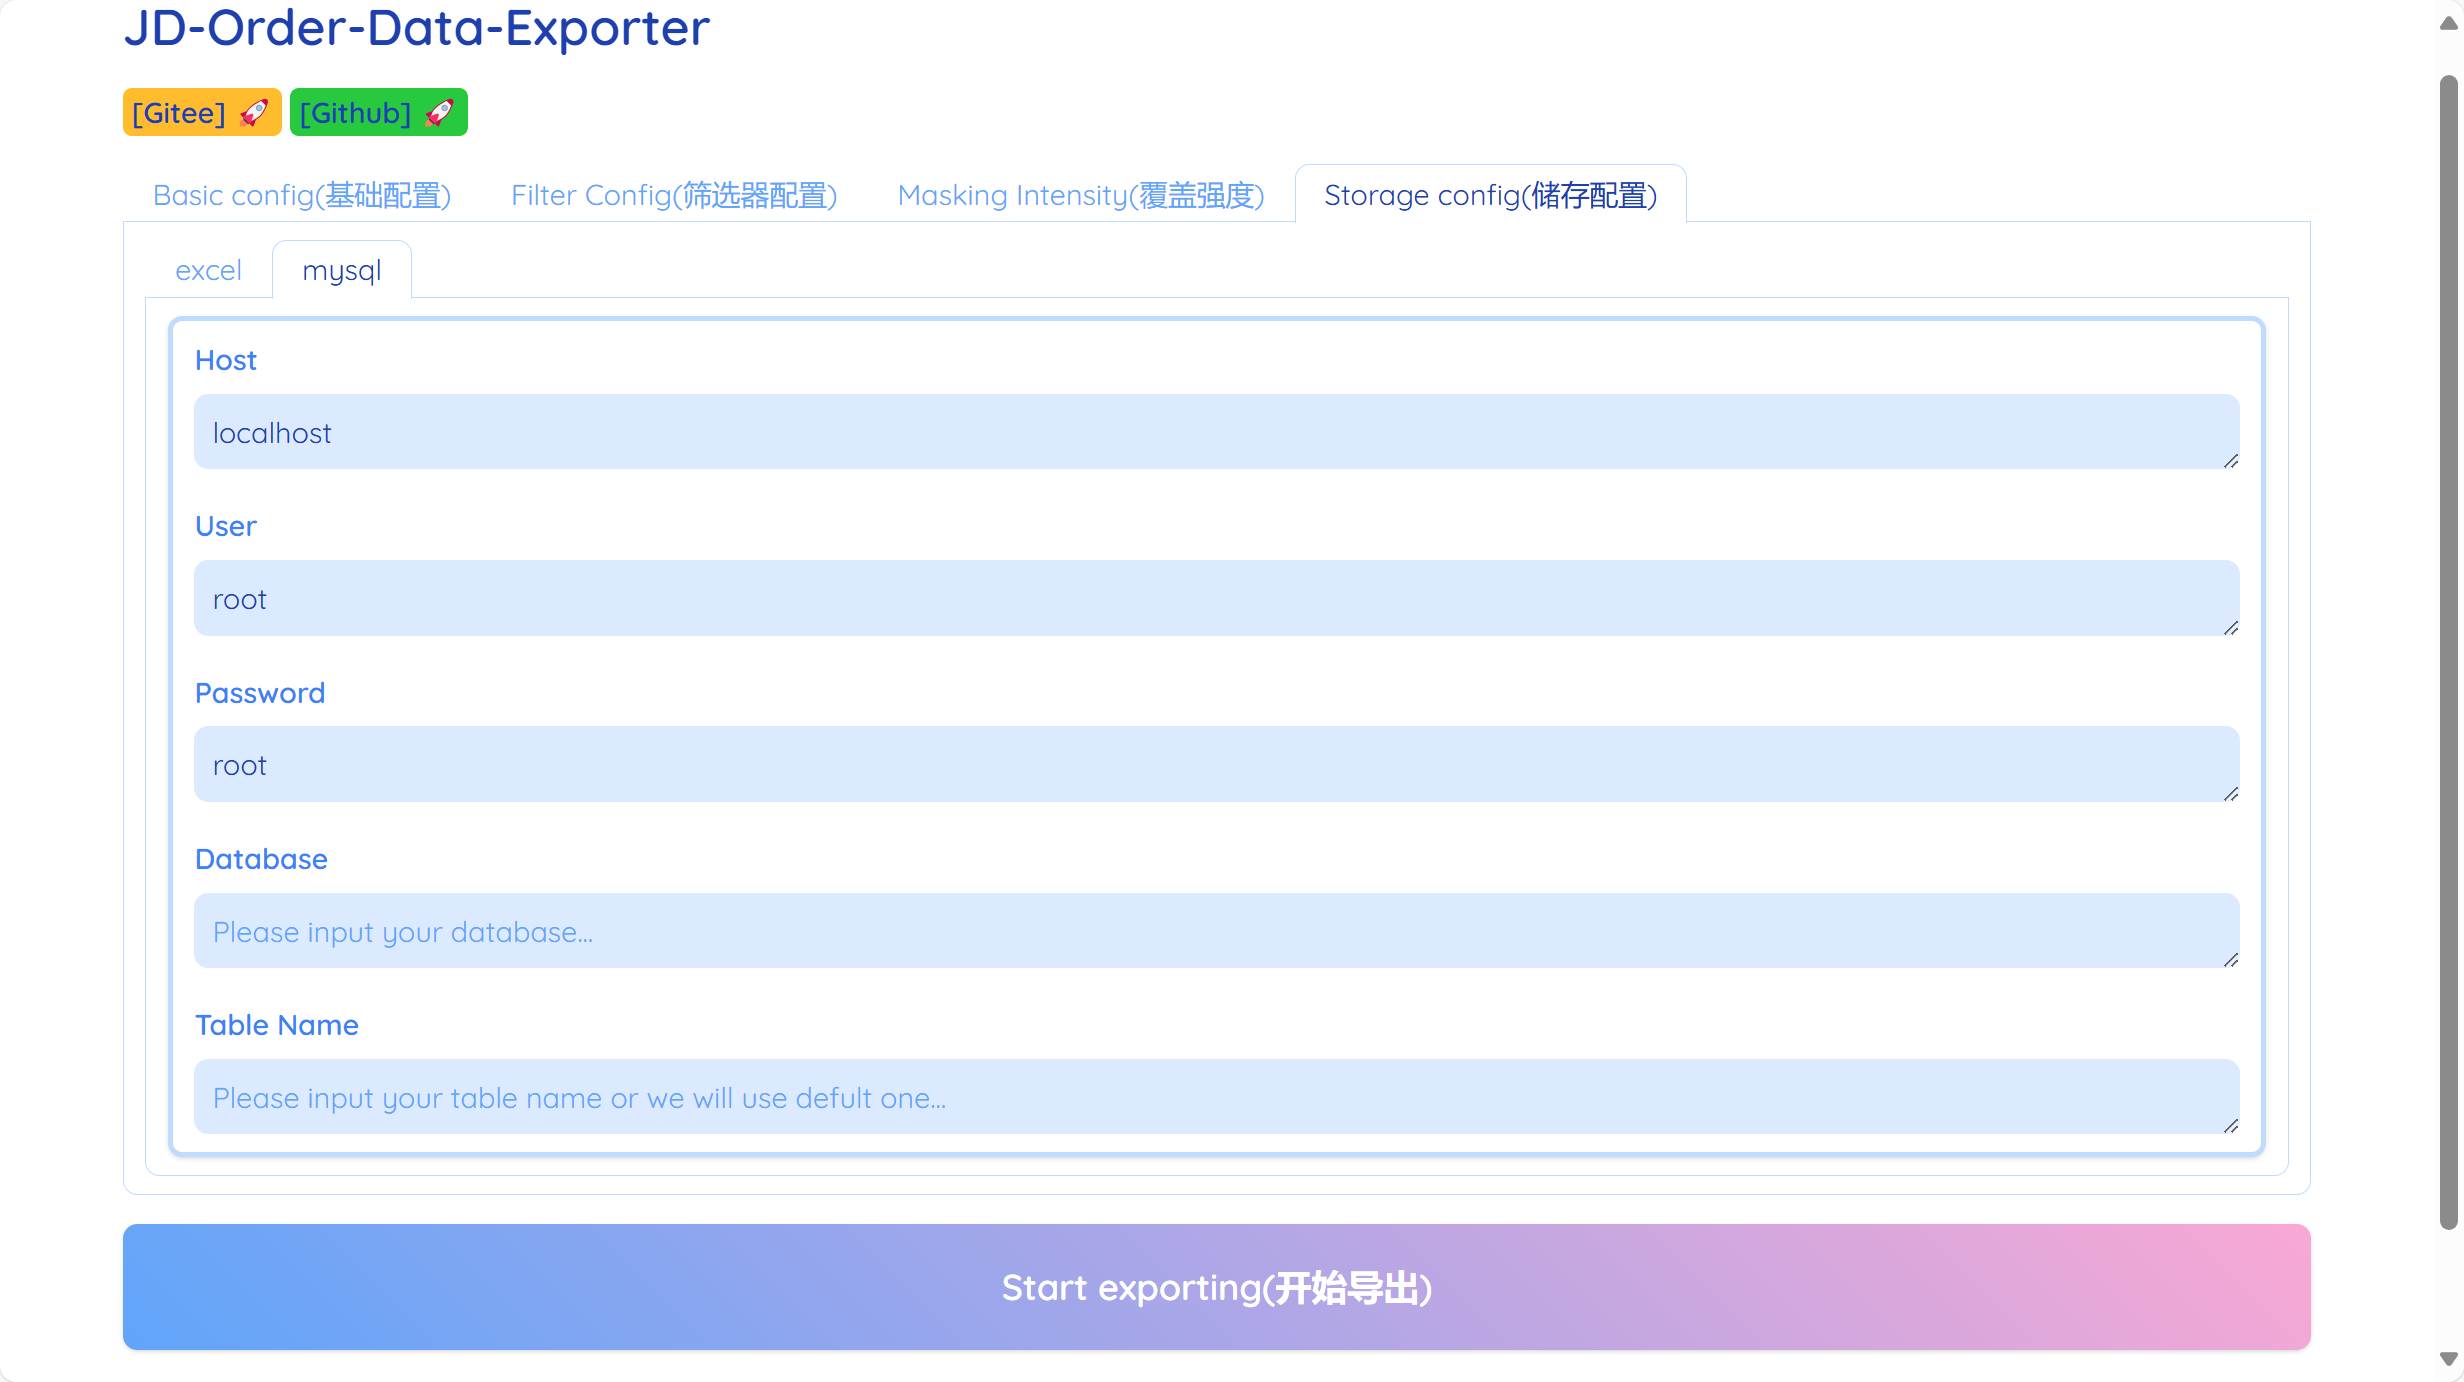 JD-Order-Data-Exporter
[Gitee] 🚀 [Github] 🚀
Basic config(基础配置) Filter Config(筛选器配置) Masking Intensity(覆盖强度) Storage config(储存配置)
excel mysql
Host
localhost
User
root
Password
root
Database
Please input your database...
Table Name
Please input your table name or we will use defult one...
Start exporting(开始导出)